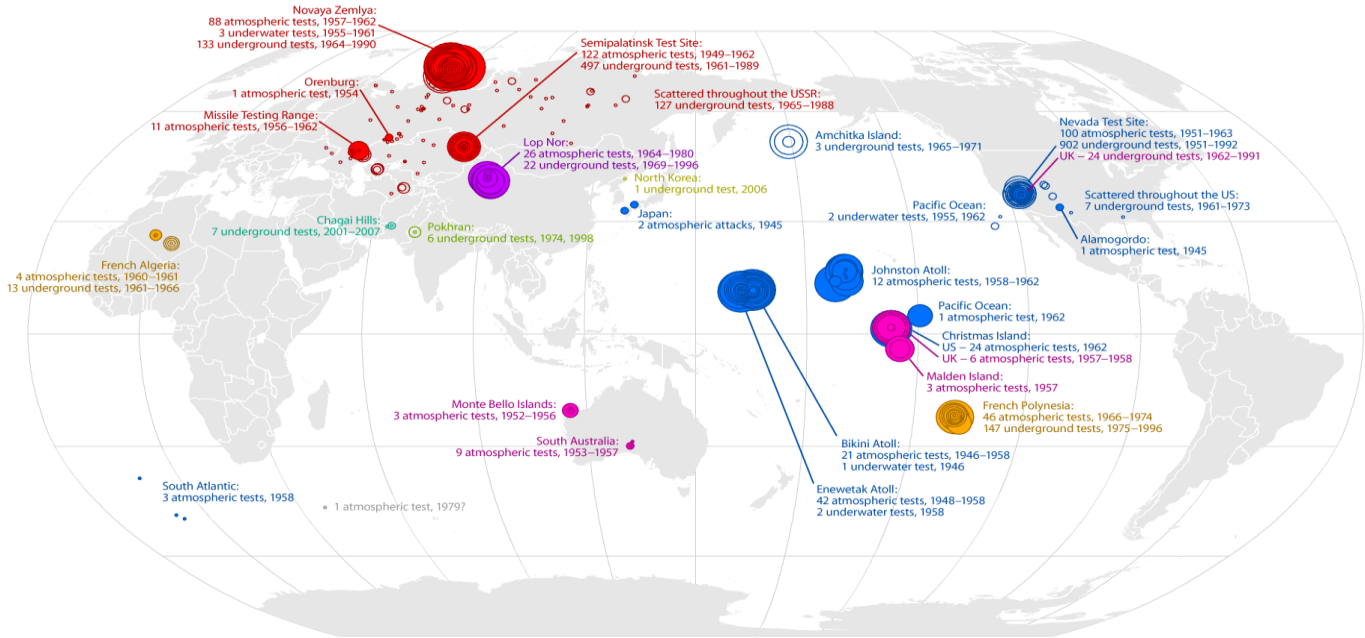 Novaya Zemlya:
88 atmospheric tests, 1957–1962
3 underwater tests, 1955–1961
133 underground tests, 1964–1990
Semipalatinsk Test Site:
122 atmospheric tests, 1949–1962
497 underground tests, 1961–1989
Orenburg:
1 atmospheric test, 1954
Scattered throughout the USSR:
127 underground tests, 1965–1988
Missile Testing Range:
11 atmospheric tests, 1956–1962
Lop Nor:
26 atmospheric tests, 1964–1980
22 underground tests, 1969–1996
Amchitka Island:
3 underground tests, 1965–1971
Nevada Test Site:
100 atmospheric tests, 1951–1963
902 underground tests, 1951–1992
UK – 24 underground tests, 1962–1991
North Korea:
1 underground test, 2006
Scattered throughout the US:
7 underground tests, 1961–1973
Pacific Ocean:
2 underwater tests, 1955, 1962
Japan:
2 atmospheric attacks, 1945
Chagai Hills:
7 underground tests, 2001–2007
Pokhran:
6 underground tests, 1974, 1998
Alamogordo:
1 atmospheric test, 1945
French Algeria:
4 atmospheric tests, 1960–1961
13 underground tests, 1961–1966
Johnston Atoll:
12 atmospheric tests, 1958–1962
Pacific Ocean:
1 atmospheric test, 1962
Christmas Island:
US – 24 atmospheric tests, 1962
UK – 6 atmospheric tests, 1957–1958
Malden Island:
3 atmospheric tests, 1957
Monte Bello Islands:
3 atmospheric tests, 1952–1956
French Polynesia:
46 atmospheric tests, 1966–1974
147 underground tests, 1975–1996
South Australia:
9 atmospheric tests, 1953–1957
Bikini Atoll:
21 atmospheric tests, 1946–1958
1 underwater test, 1946
Enewetak Atoll:
42 atmospheric tests, 1948–1958
2 underwater tests, 1958
South Atlantic:
3 atmospheric tests, 1958
1 atmospheric test, 1979?